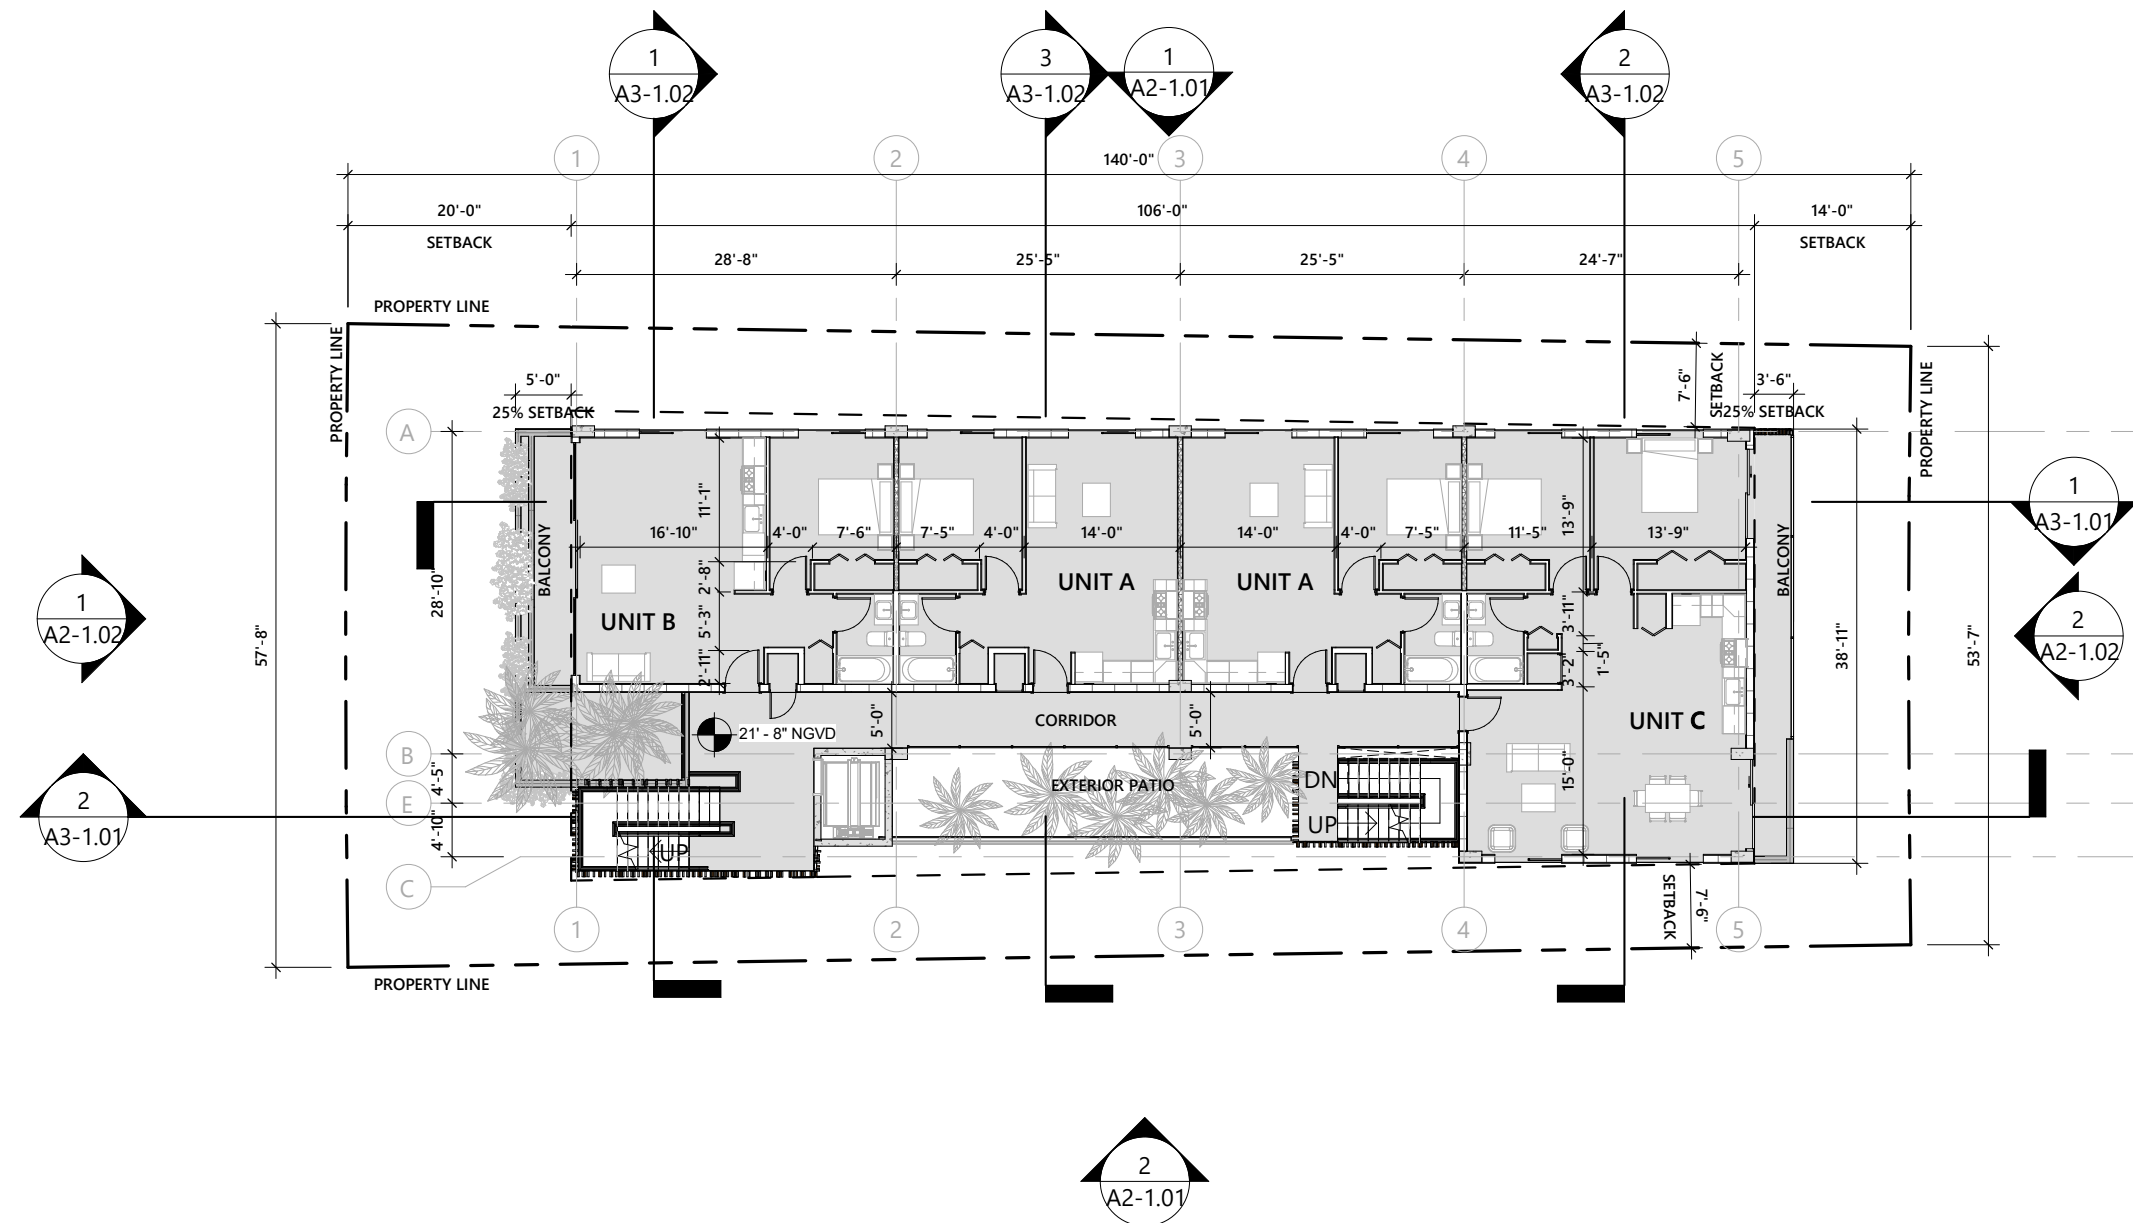 1
A3-1.02
3
A3-1.02
1
A2-1.01
2
A3-1.02
1
2
140'-0"
3
4
5
20'-0"
106'-0"
14'-0"
SETBACK
SETBACK
28'-8"
25'-5"
25'-5"
24'-7"
PROPERTY LINE
PROPERTY LINE
57'-8"
5'-0"
25% SETBACK
7'-6"
SETBACK
3'-6"
25% SETBACK
PROPERTY LINE
A
28'-10"
BALCONY
11'-1"
16'-10"
4'-0"
7'-6"
7'-5"
4'-0"
14'-0"
14'-0"
4'-0"
7'-5"
11'-5"
13'-9"
13'-9"
BALCONY
1
A3-1.01
2'-8"
UNIT A
UNIT A
UNIT B
5'-3"
2'-11"
3'-11"
3'-2"
1'-5"
38'-11"
53'-7"
1
A2-1.02
2
A2-1.02
5'-0"
CORRIDOR
5'-0"
UNIT C
21' - 8" NGVD
B
4'-5"
EXTERIOR PATIO
DN
15'-0"
2
A3-1.01
E
4'-10"
UP
UP
C
SETBACK
7'-6"
1
2
3
4
5
PROPERTY LINE
2
A2-1.01